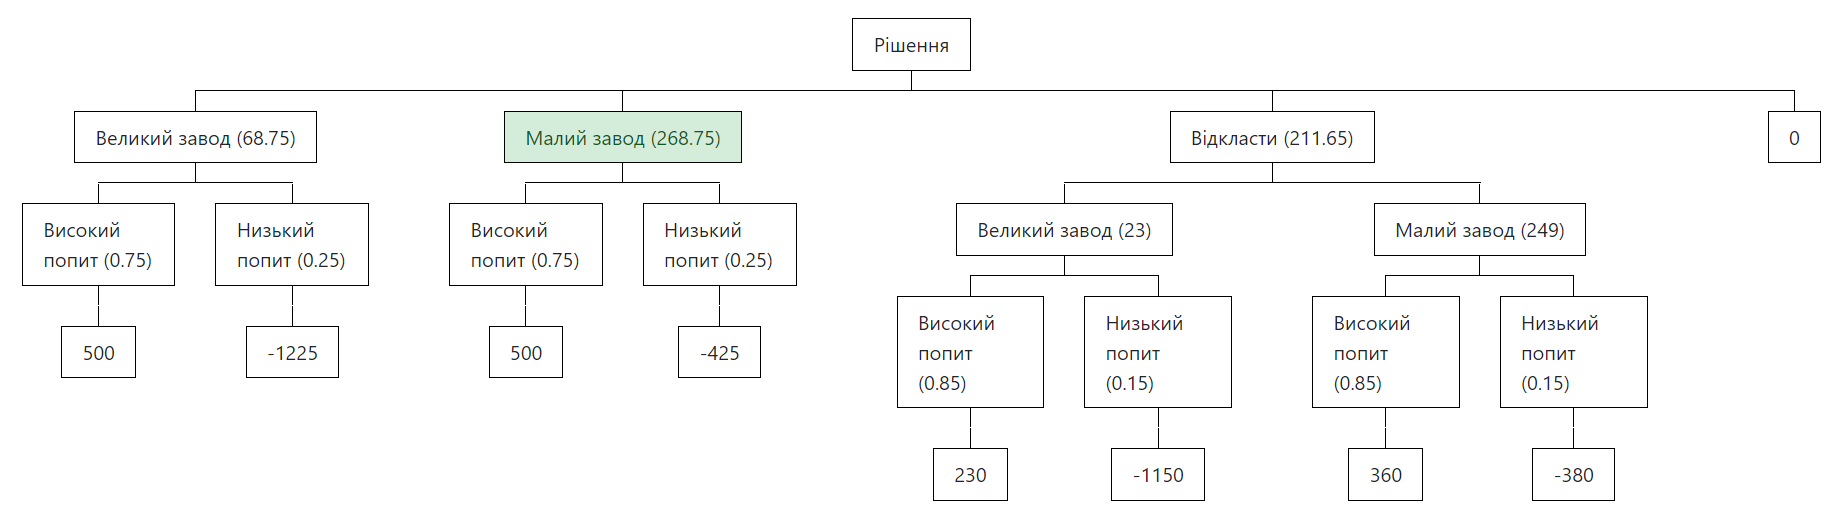 Рішення
Великий завод (68.75)
Малий завод (268.75)
Відкласти (211.65)
0
Високий
попит (0.75)
Низький
попит (0.25)
Високий
попит (0.75)
Низький
попит (0.25)
Великий завод (23)
Малий завод (249)
500
-1225
500
-425
Високий
попит
(0.85)
Низький
попит
(0.15)
Високий
попит
(0.85)
Низький
попит
(0.15)
230
-1150
360
-380